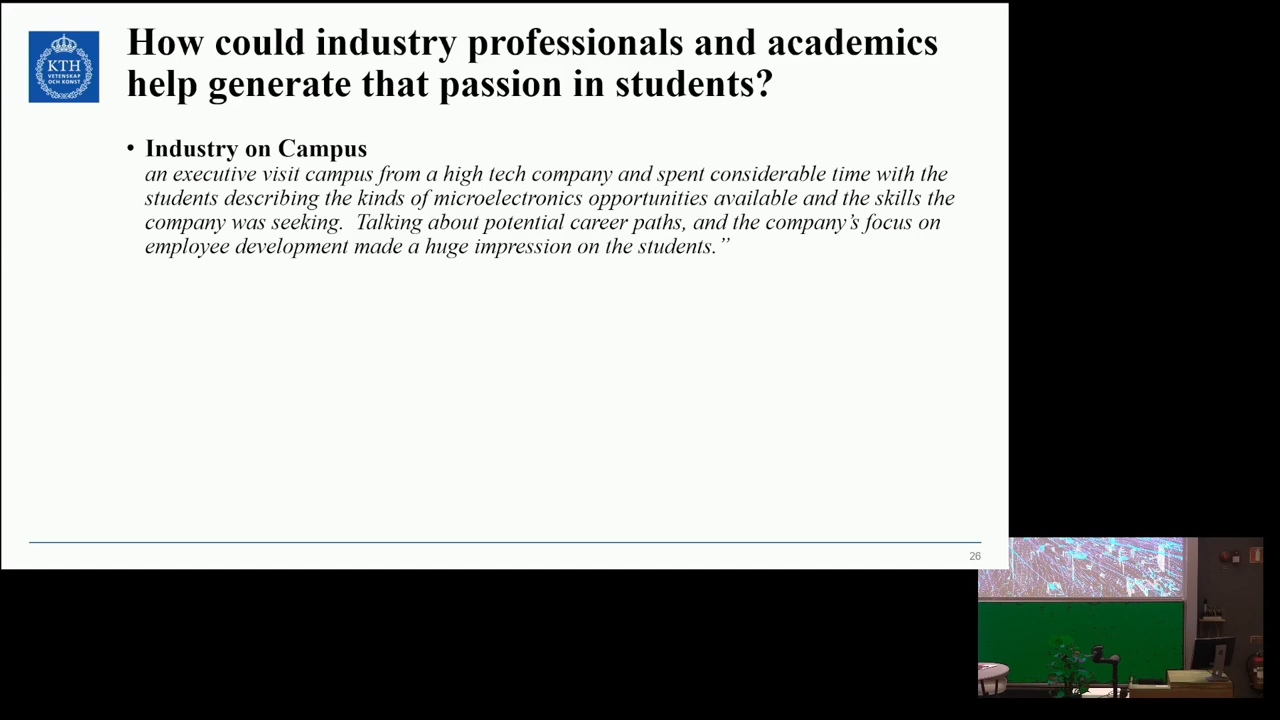 How could industry professionals and academics
help generate that passion in students?
KTH
VETENSKAP
OCH KONST
• Industry on Campus
an executive visit campus from a high tech company and spent considerable time with the
students describing the kinds of microelectronics opportunities available and the skills the
company was seeking.  Talking about potential career paths, and the company’s focus on
employee development made a huge impression on the students.”
26